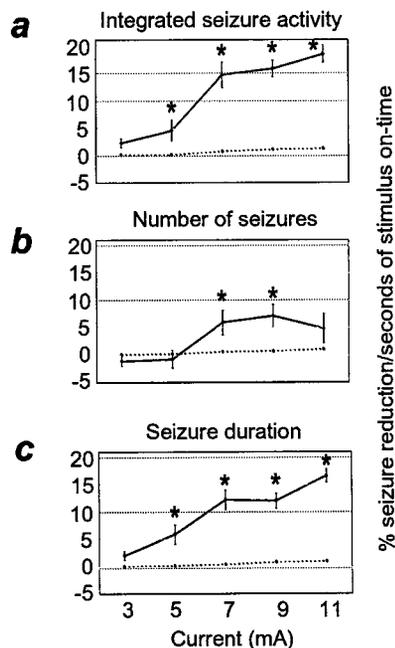 a
Integrated seizure activity
20
15
10
5
0
-5
* * * * *
b
Number of seizures
20
15
10
5
0
-5
* *
c
Seizure duration
20
15
10
5
0
-5
* * * *
3 5 7 9 11
Current (mA)
% seizure reduction/seconds of stimulus on-time